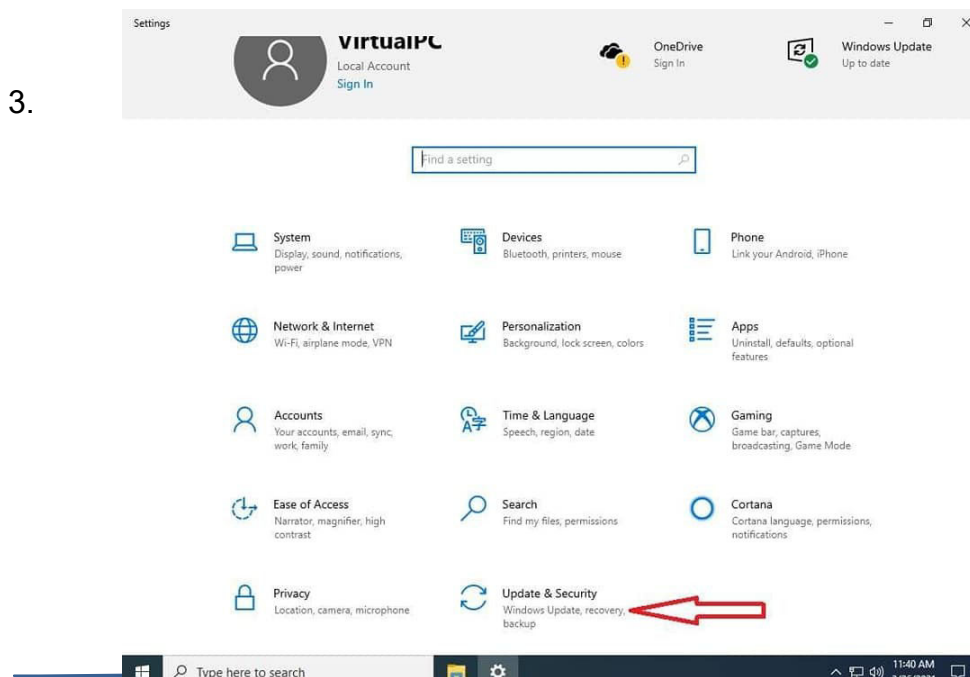 Settings
VirtualPC
Local Account
Sign In
OneDrive
Sign In
Windows Update
Up to date
3.
Find a setting
System
Display, sound, notifications,
power
Devices
Bluetooth, printers, mouse
Phone
Link your Android, iPhone
Network & Internet
Wi-Fi, airplane mode, VPN
Personalization
Background, lock screen, colors
Apps
Uninstall, defaults, optional
features
Accounts
Your accounts, email, sync,
work, family
Time & Language
Speech, region, date
Gaming
Game bar, captures,
broadcasting, Game Mode
Ease of Access
Narrator, magnifier, high
contrast
Search
Find my files, permissions
Cortana
Cortana language, permissions,
notifications
Privacy
Location, camera, microphone
Update & Security
Windows Update, recovery,
backup
Type here to search
11:40 AM